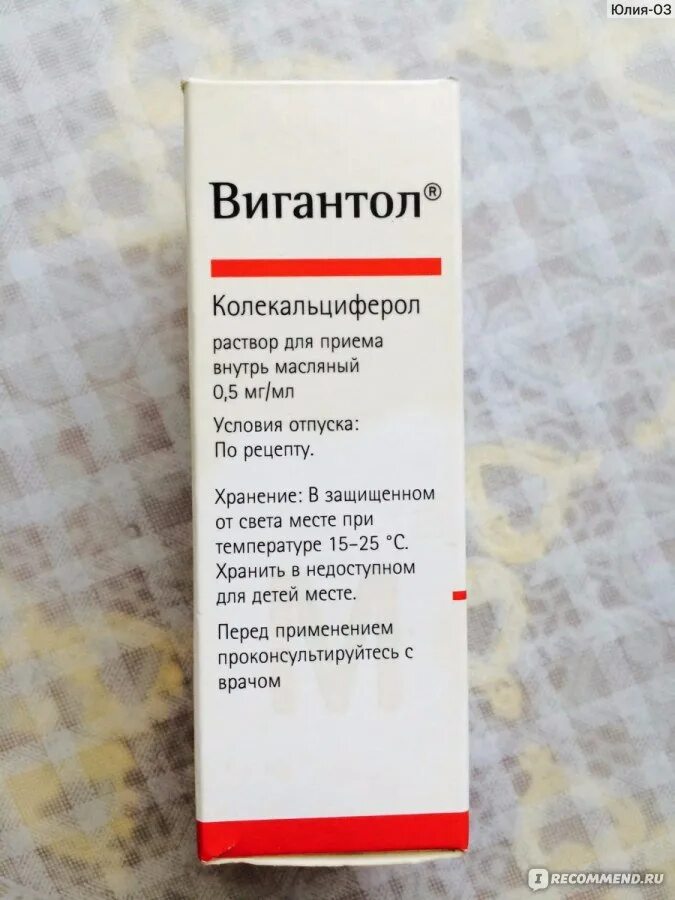 Юлия-03
Вигантол®
Колекальциферол
раствор для приема
внутрь масляный
0,5 мг/мл
Условия отпуска:
По рецепту.
Хранение: В защищенном
от света месте при
температуре 15–25 °C.
Хранить в недоступном
для детей месте.
Перед применением
проконсультируйтесь с
врачом
IRECOMMEND.RU